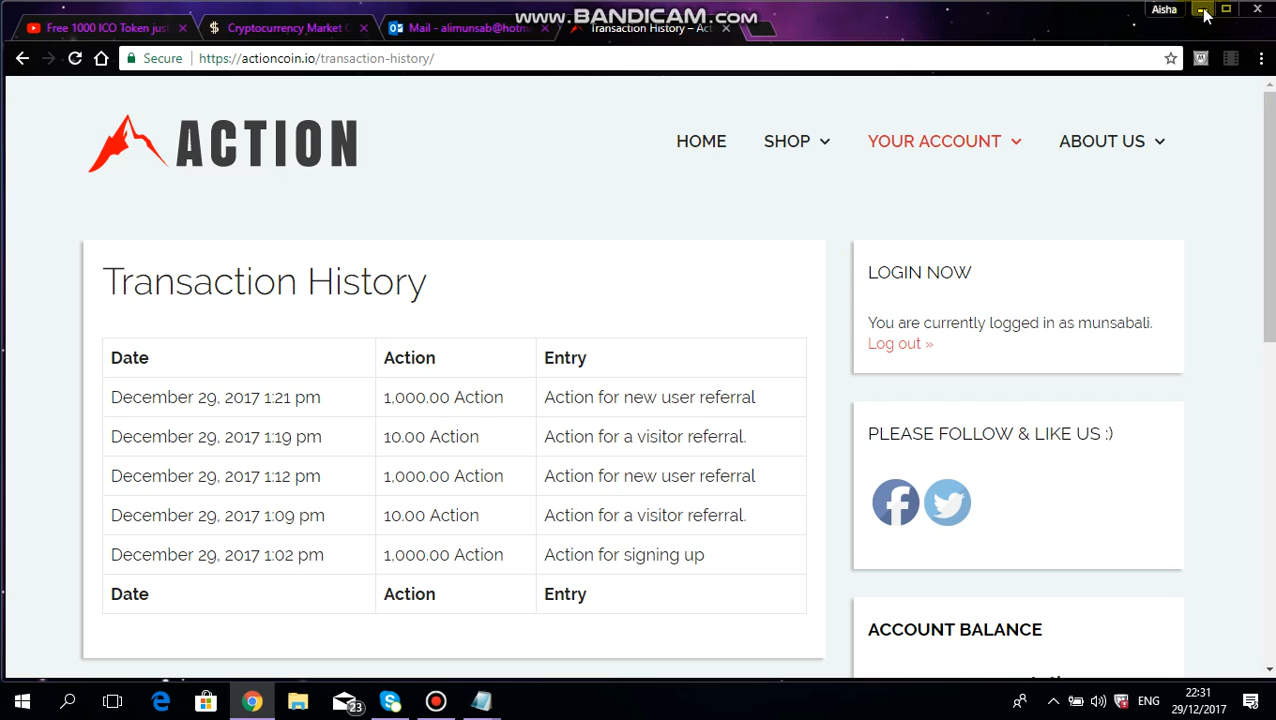 www.BANDICAM.com
Aisha
Free 1000 ICO Token just
Cryptocurrency Market C
Mail - alimunsab@hotm
Transaction History – Act
Secure
https://actioncoin.io/transaction-history/
ACTION
HOME SHOP YOUR ACCOUNT ABOUT US
Transaction History
Date Action Entry
December 29, 2017 1:21 pm 1,000.00 Action Action for new user referral
December 29, 2017 1:19 pm 10.00 Action Action for a visitor referral.
December 29, 2017 1:12 pm 1,000.00 Action Action for new user referral
December 29, 2017 1:09 pm 10.00 Action Action for a visitor referral.
December 29, 2017 1:02 pm 1,000.00 Action Action for signing up
Date Action Entry
LOGIN NOW
You are currently logged in as munsabali.
Log out »
PLEASE FOLLOW & LIKE US :)
ACCOUNT BALANCE
23
ENG
22:31
29/12/2017